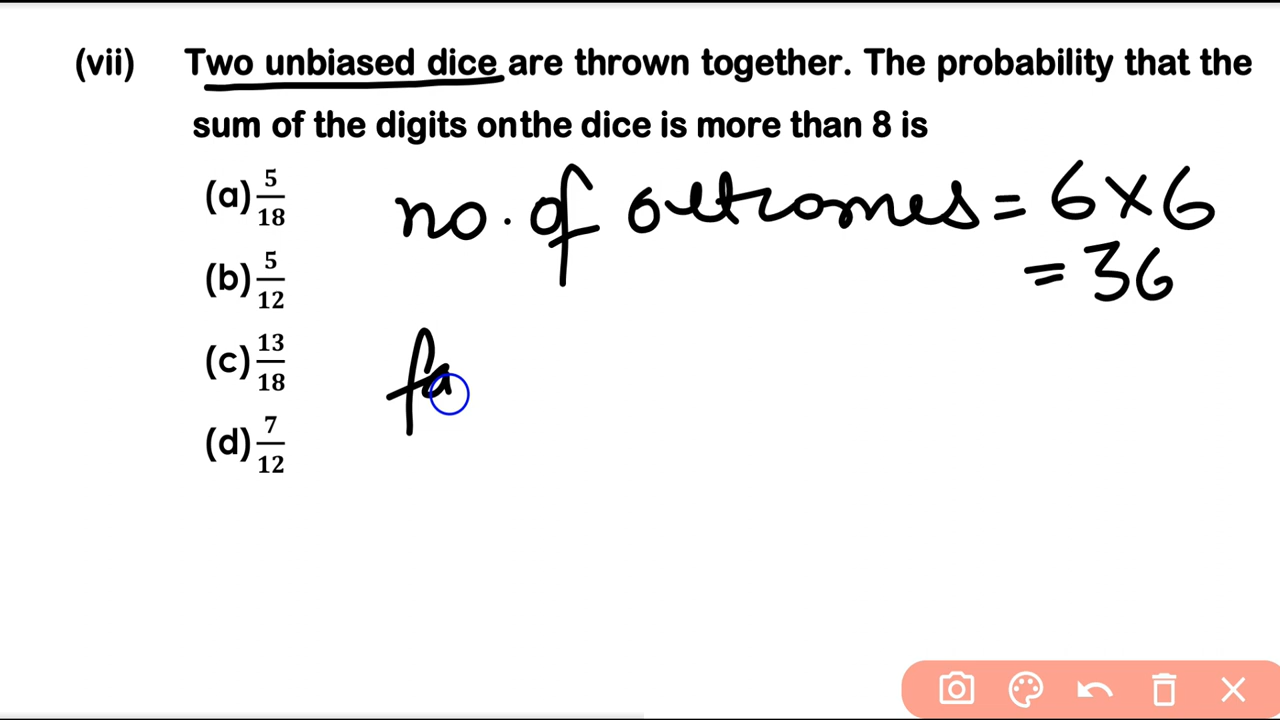 (vii) Two unbiased dice are thrown together. The probability that the
sum of the digits onthe dice is more than 8 is
(a) 5/18
(b) 5/12
(c) 13/18
(d) 7/12
no. of outcomes = 6×6
= 36
fa